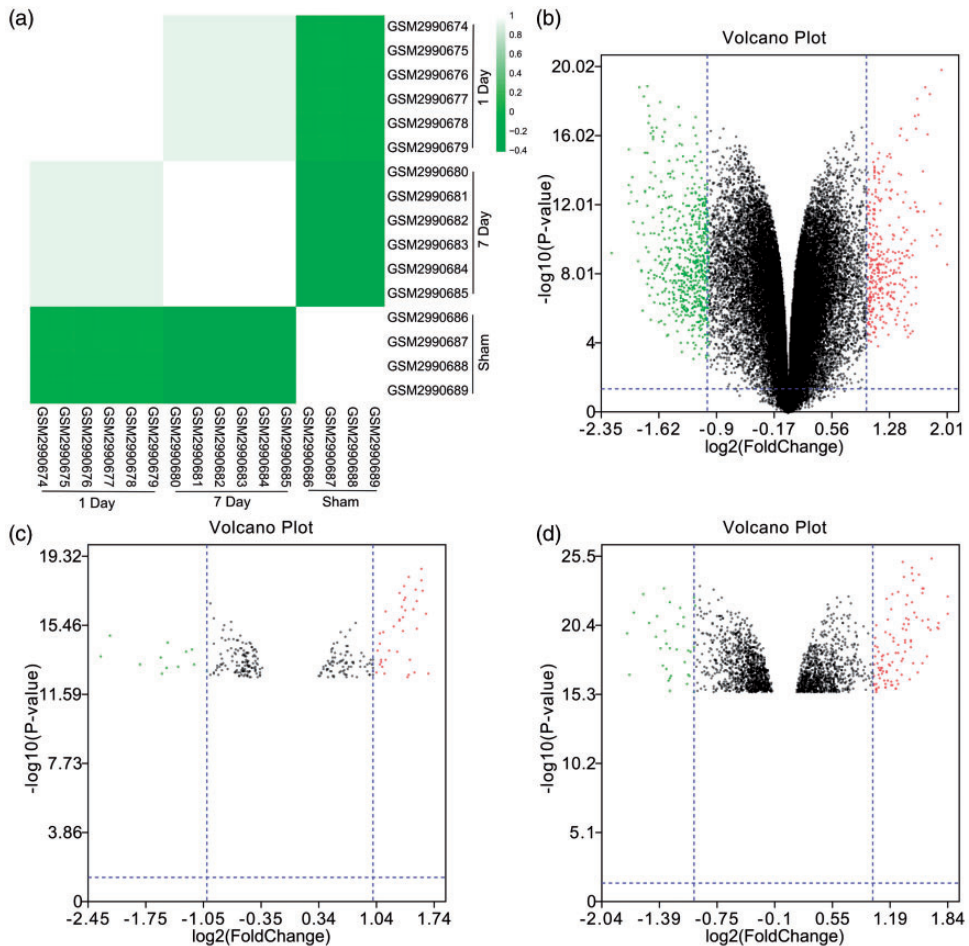 (a)
1
0.8
0.6
0.4
0.2
0
−0.2
−0.4
GSM2990674
GSM2990675
GSM2990676
GSM2990677
GSM2990678
GSM2990679
1 Day
GSM2990680
GSM2990681
GSM2990682
GSM2990683
GSM2990684
GSM2990685
7 Day
GSM2990686
GSM2990687
GSM2990688
GSM2990689
Sham
GSM2990674
GSM2990675
GSM2990676
GSM2990677
GSM2990678
GSM2990679
GSM2990680
GSM2990681
GSM2990682
GSM2990683
GSM2990684
GSM2990685
GSM2990686
GSM2990687
GSM2990688
GSM2990689
1 Day 7 Day Sham
(b)
Volcano Plot
-log10(P-value)
20.02
16.02
12.01
8.01
4
0
-2.35 -1.62 -0.9 -0.17 0.56 1.28 2.01
log2(FoldChange)
(c)
Volcano Plot
-log10(P-value)
19.32
15.46
11.59
7.73
3.86
0
-2.45 -1.75 -1.05 -0.35 0.34 1.04 1.74
log2(FoldChange)
(d)
Volcano Plot
-log10(P-value)
25.5
20.4
15.3
10.2
5.1
0
-2.04 -1.39 -0.75 -0.1 0.55 1.19 1.84
log2(FoldChange)